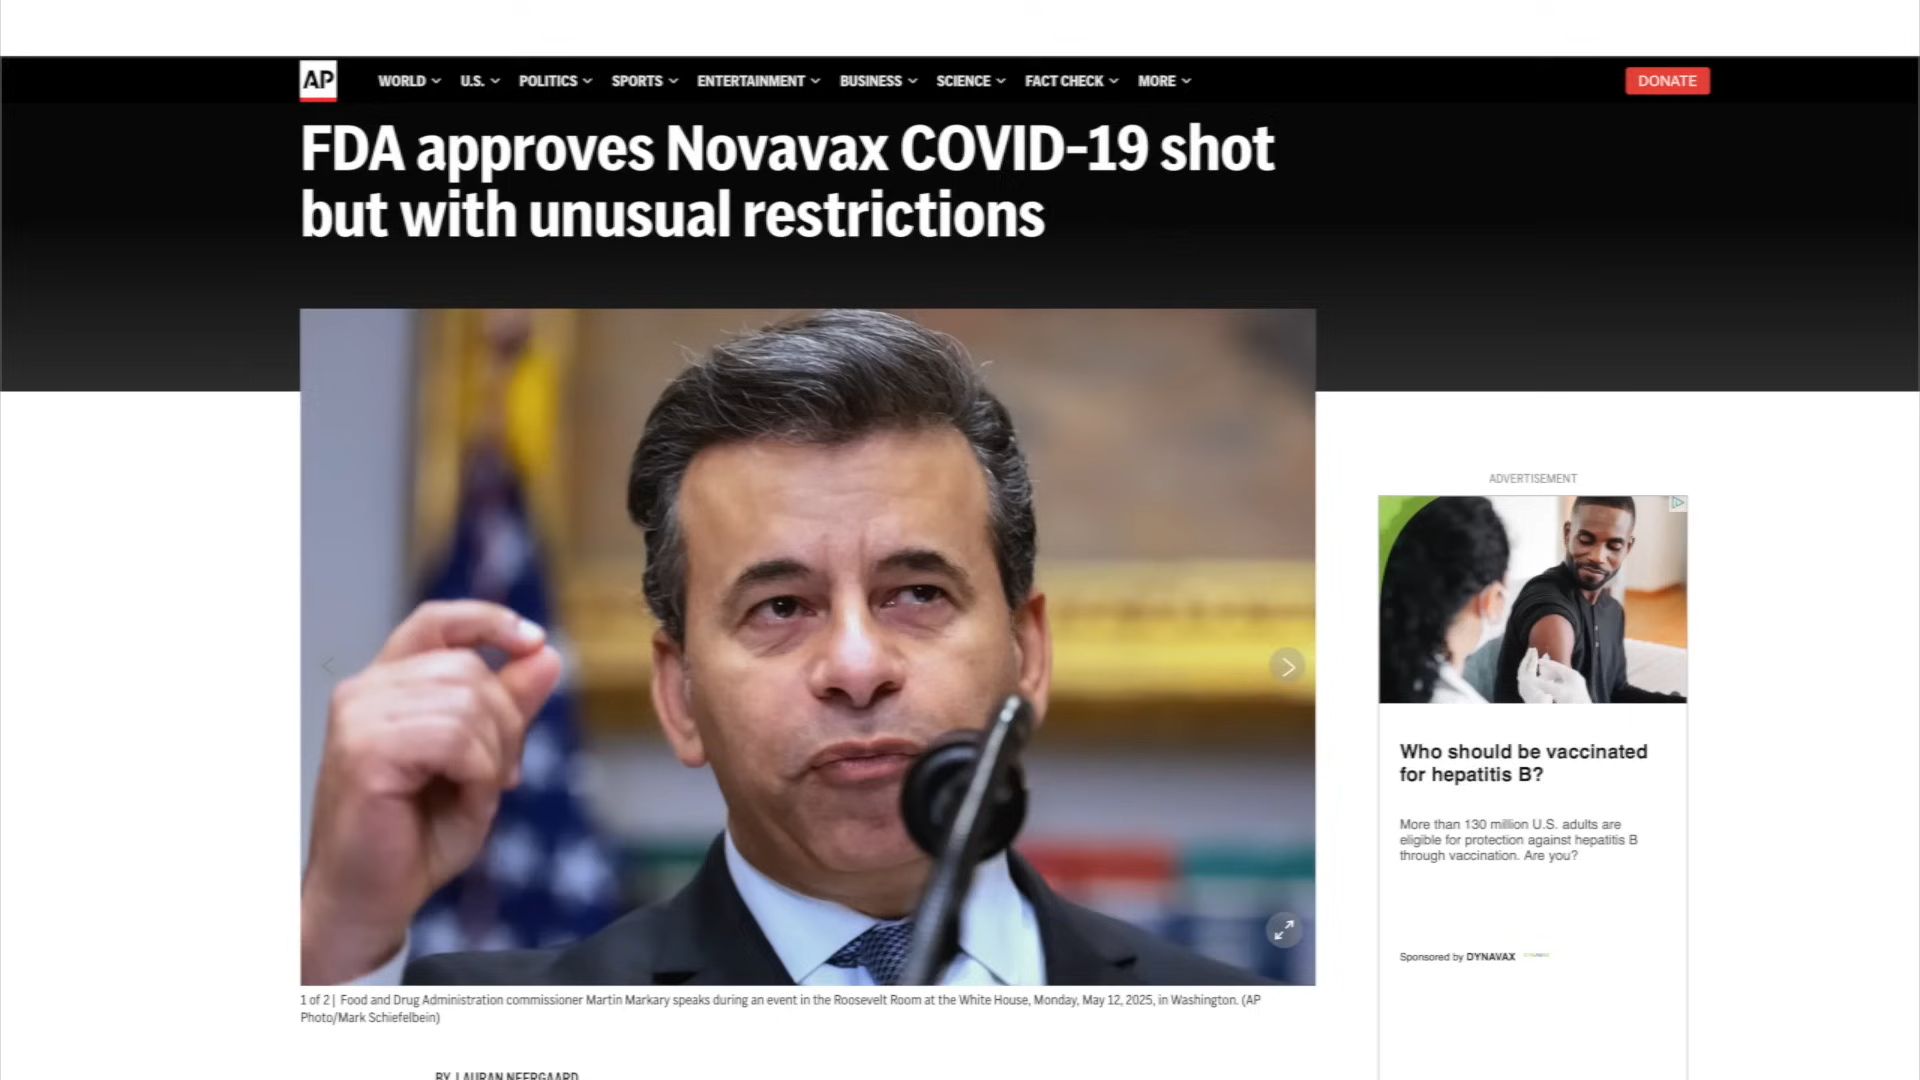 AP
WORLD U.S. POLITICS SPORTS ENTERTAINMENT BUSINESS SCIENCE FACT CHECK MORE
DONATE
FDA approves Novavax COVID-19 shot
but with unusual restrictions
ADVERTISEMENT
Who should be vaccinated
for hepatitis B?
More than 130 million U.S. adults are
eligible for protection against hepatitis B
through vaccination. Are you?
Sponsored by DYNAVAX
1 of 2 | Food and Drug Administration commissioner Martin Markary speaks during an event in the Roosevelt Room at the White House, Monday, May 12, 2025, in Washington. (AP
Photo/Mark Schiefelbein)
BY LAURAN NEERGAARD